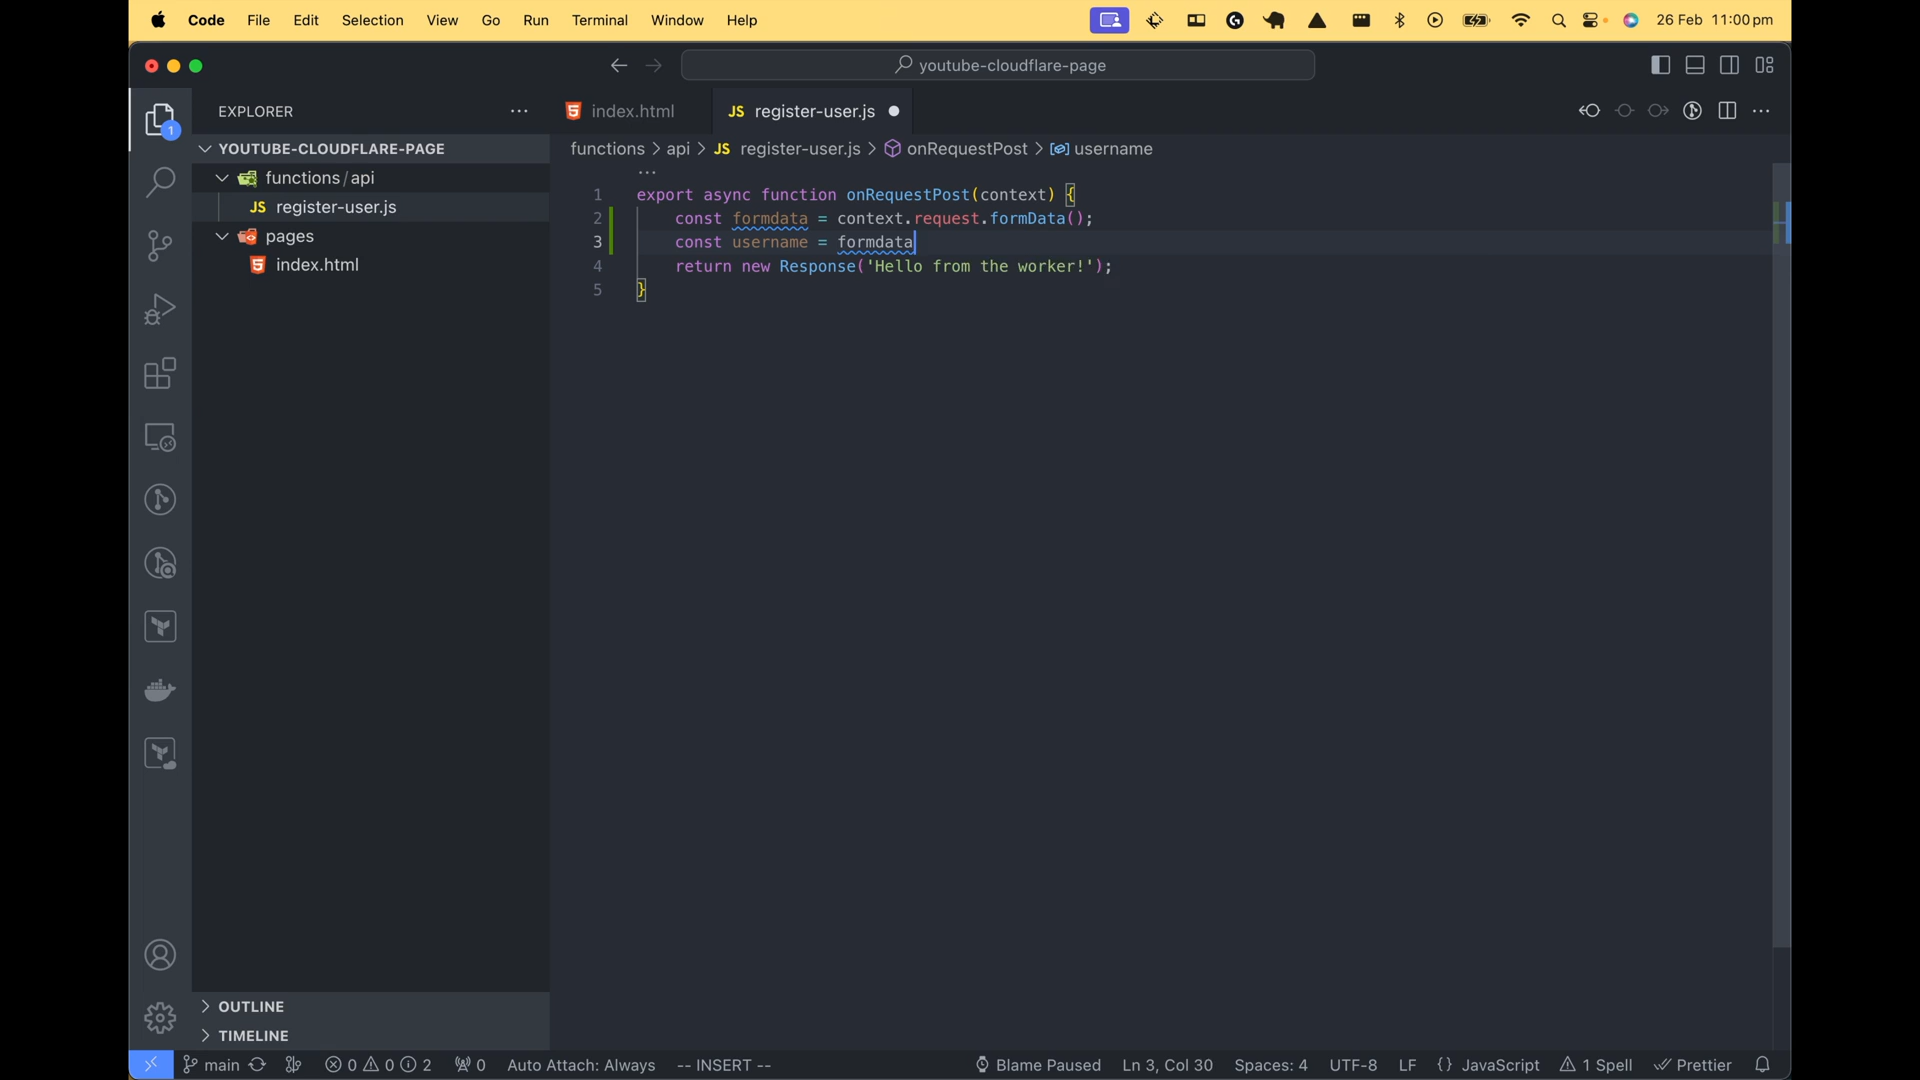 Code File Edit Selection View Go Run Terminal Window Help 26 Feb 11:00 pm
youtube-cloudflare-page
EXPLORER ...
index.html JS register-user.js
YOUTUBE-CLOUDFLARE-PAGE
functions > api > JS register-user.js > onRequestPost > username
functions / api
JS register-user.js
pages
index.html
...
1 export async function onRequestPost(context) {
2 const formdata = context.request.formData();
3 const username = formdata
4 return new Response('Hello from the worker!');
5 }
1
OUTLINE
TIMELINE
main 0 0 2 0 Auto Attach: Always -- INSERT -- Blame Paused Ln 3, Col 30 Spaces: 4 UTF-8 LF {} JavaScript 1 Spell Prettier